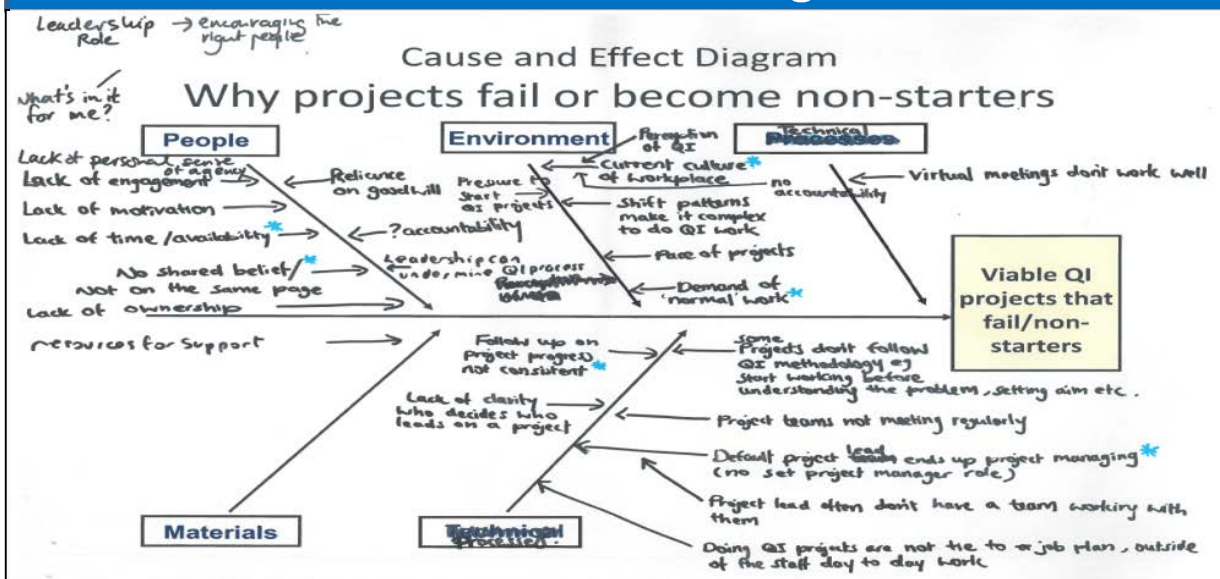 Leadership Role → encouraging the right people
What's in it for me?
Cause and Effect Diagram
Why projects fail or become non-starters
People
Lack of personal sense of agency
Lack of engagement
Lack of motivation
Lack of time/availability*
No shared belief/*
Not on the same page
Lack of ownership
Reliance
on goodwill
?accountability
Leadership can
undermine QI process
Environment
Pressure to
start
QI projects
Perception
of QI
Current culture*
of workplace
no
accountability
Shift patterns
make it complex
to do QI work
Pace of projects
Demand of
'normal' work*
Technical
Processes
Virtual meetings don't work well
Viable QI
projects that
fail/non-
starters
resources for support
Materials
Follow up on
project progress
not consistent*
Lack of clarity
who decides who
leads on a project
some
Projects don't follow
QI methodology eg
start working before
understanding the problem, setting aim etc.
Project teams not meeting regularly
Default project lead ends up project managing*
(no set project manager role)
Project lead often don't have a team working with
them
Doing QI projects are not tie to job plan, outside
of the staff day to day work
Technical
Processes